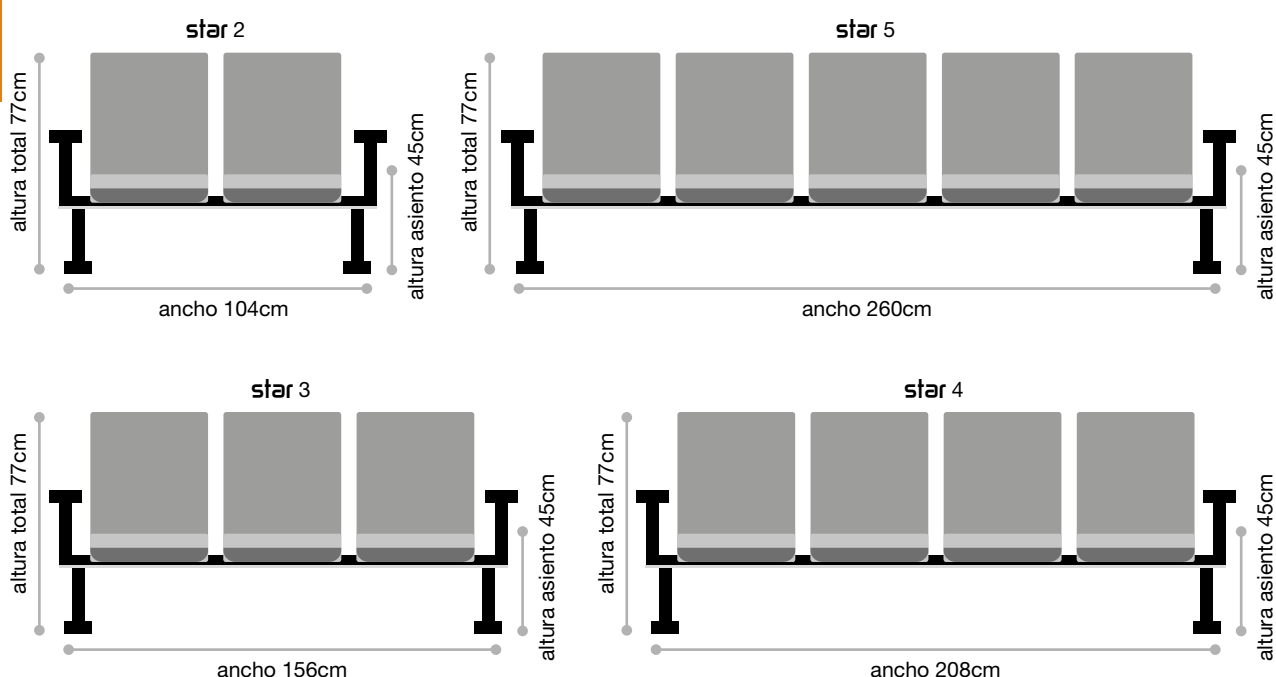 star 2
altura total 77cm
altura asiento 45cm
ancho 104cm
star 5
altura total 77cm
altura asiento 45cm
ancho 260cm
star 3
altura total 77cm
altura asiento 45cm
ancho 156cm
star 4
altura total 77cm
altura asiento 45cm
ancho 208cm